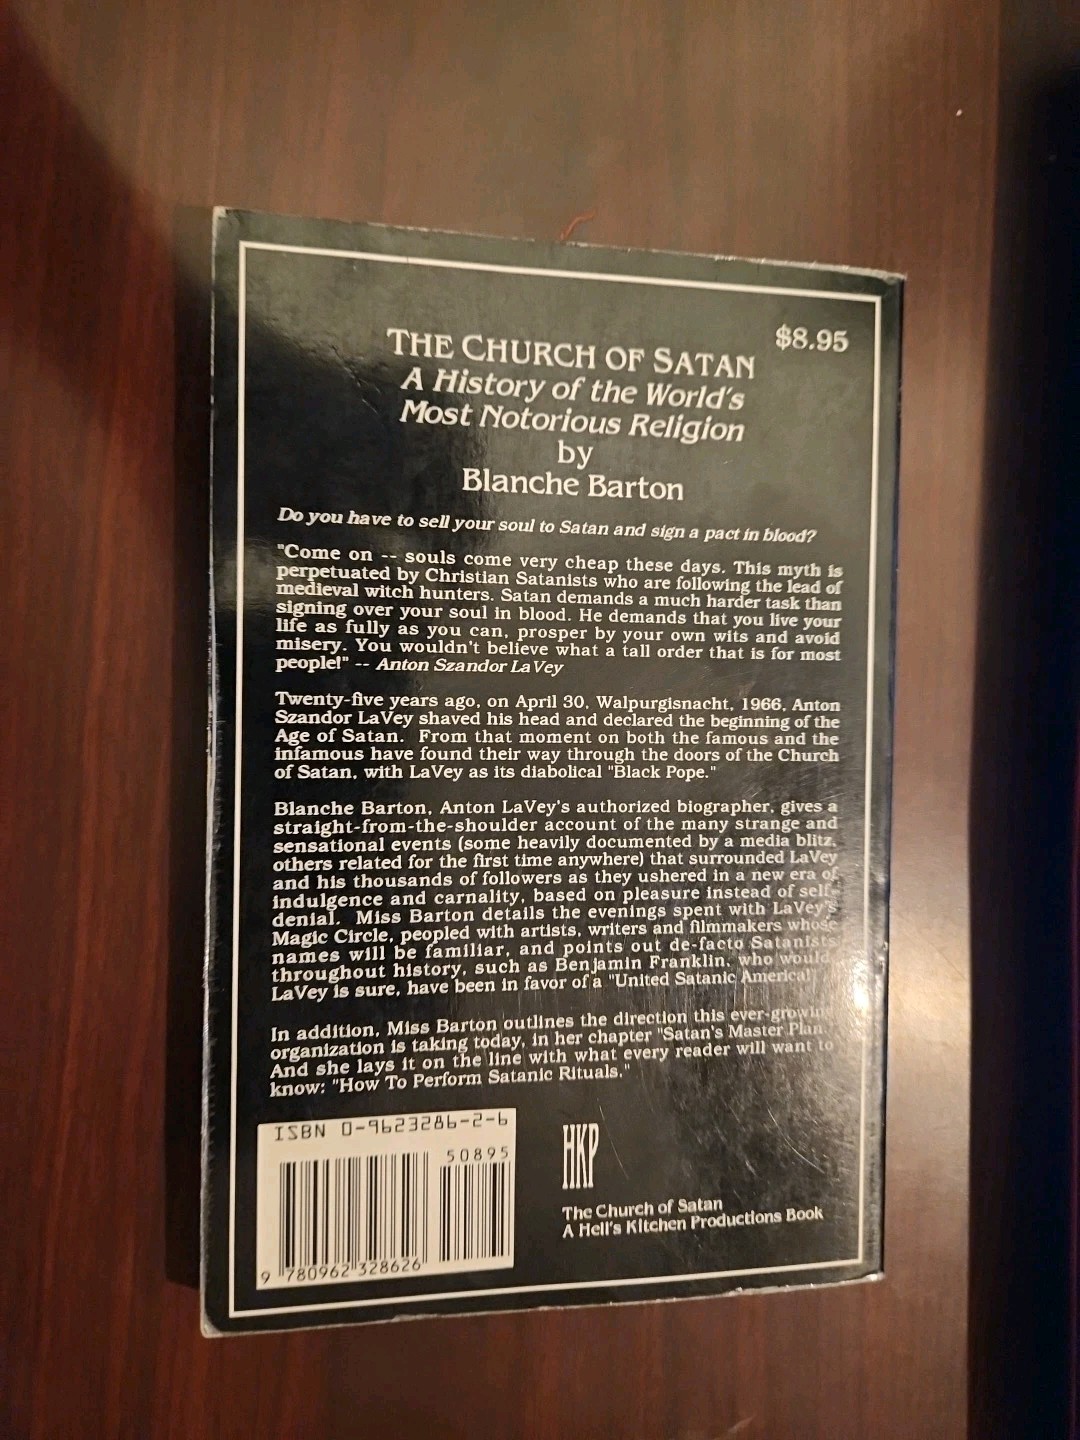 $8.95
THE CHURCH OF SATAN
A History of the World's
Most Notorious Religion
by
Blanche Barton
Do you have to sell your soul to Satan and sign a pact in blood?
"Come on -- souls come very cheap these days. This myth is
perpetuated by Christian Satanists who are following the lead of
medieval witch hunters. Satan demands a much harder task than
signing over your soul in blood. He demands that you live your
life as fully as you can, prosper by your own wits and avoid
misery. You wouldn't believe what a tall order that is for most
people!" -- Anton Szandor LaVey
Twenty-five years ago, on April 30, Walpurgisnacht, 1966, Anton
Szandor LaVey shaved his head and declared the beginning of the
Age of Satan. From that moment on both the famous and the
infamous have found their way through the doors of the Church
of Satan, with LaVey as its diabolical "Black Pope."
Blanche Barton, Anton LaVey's authorized biographer, gives a
straight-from-the-shoulder account of the many strange and
sensational events (some heavily documented by a media blitz,
others related for the first time anywhere) that surrounded LaVey
and his thousands of followers as they ushered in a new era of
indulgence and carnality, based on pleasure instead of self-
denial. Miss Barton details the evenings spent with LaVey's
Magic Circle, peopled with artists, writers and filmmakers whose
names will be familiar, and points out de-facto Satanists
throughout history, such as Benjamin Franklin, who would,
LaVey is sure, have been in favor of a "United Satanic America!"
In addition, Miss Barton outlines the direction this ever-growing
organization is taking today, in her chapter "Satan's Master Plan.
And she lays it on the line with what every reader will want to
know: "How To Perform Satanic Rituals."
ISBN 0-9623286-2-6
50895
9 780962 328626
HKP
The Church of Satan
A Hell's Kitchen Productions Book